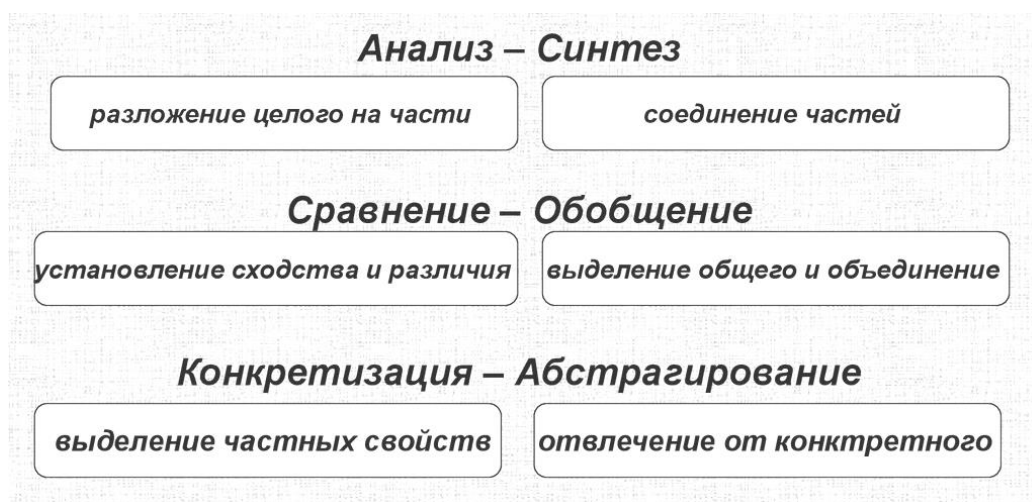 Анализ – Синтез
разложение целого на части
соединение частей
Сравнение – Обобщение
установление сходства и различия
выделение общего и объединение
Конкретизация – Абстрагирование
выделение частных свойств
отвлечение от конктретного